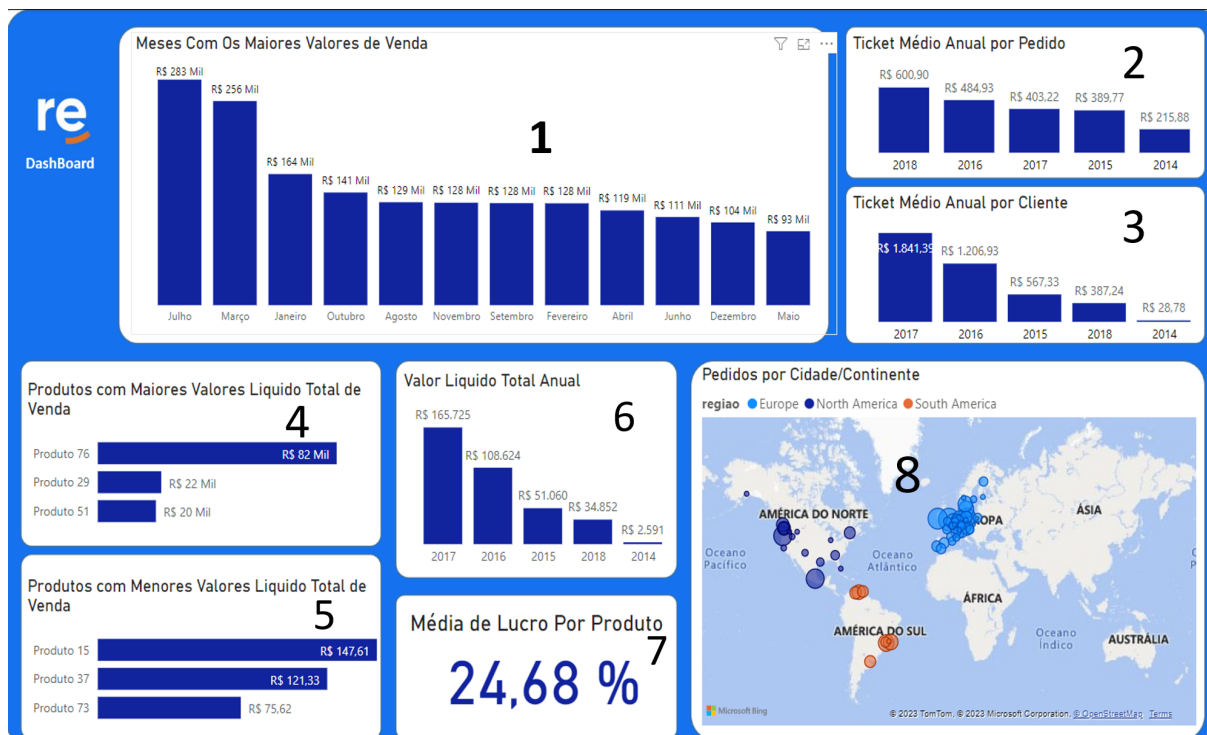 re
DashBoard
Meses Com Os Maiores Valores de Venda
1
R$ 283 Mil
R$ 256 Mil
R$ 164 Mil
R$ 141 Mil
R$ 129 Mil
R$ 128 Mil
R$ 128 Mil
R$ 128 Mil
R$ 119 Mil
R$ 111 Mil
R$ 104 Mil
R$ 93 Mil
Julho
Março
Janeiro
Outubro
Agosto
Novembro
Setembro
Fevereiro
Abril
Junho
Dezembro
Maio
Ticket Médio Anual por Pedido
2
R$ 600,90
R$ 484,93
R$ 403,22
R$ 389,77
R$ 215,88
2018
2016
2017
2015
2014
Ticket Médio Anual por Cliente
3
R$ 1.841,39
R$ 1.206,93
R$ 567,33
R$ 387,24
R$ 28,78
2017
2016
2015
2018
2014
Produtos com Maiores Valores Liquido Total de
Venda
4
Produto 76
R$ 82 Mil
Produto 29
R$ 22 Mil
Produto 51
R$ 20 Mil
Produtos com Menores Valores Liquido Total de
Venda
5
Produto 15
R$ 147,61
Produto 37
R$ 121,33
Produto 73
R$ 75,62
Valor Liquido Total Anual
6
R$ 165.725
R$ 108.624
R$ 51.060
R$ 34.852
R$ 2.591
2017
2016
2015
2018
2014
Média de Lucro Por Produto
7
24,68 %
Pedidos por Cidade/Continente
regiao Europe North America South America
8
AMÉRICA DO NORTE
OPA
ÁSIA
Oceano
Pacífico
Oceano
Atlântico
ÁFRICA
AMÉRICA DO SUL
Oceano
Índico
AUSTRÁLIA
Microsoft Bing
© 2023 TomTom, © 2023 Microsoft Corporation, © OpenStreetMap Terms